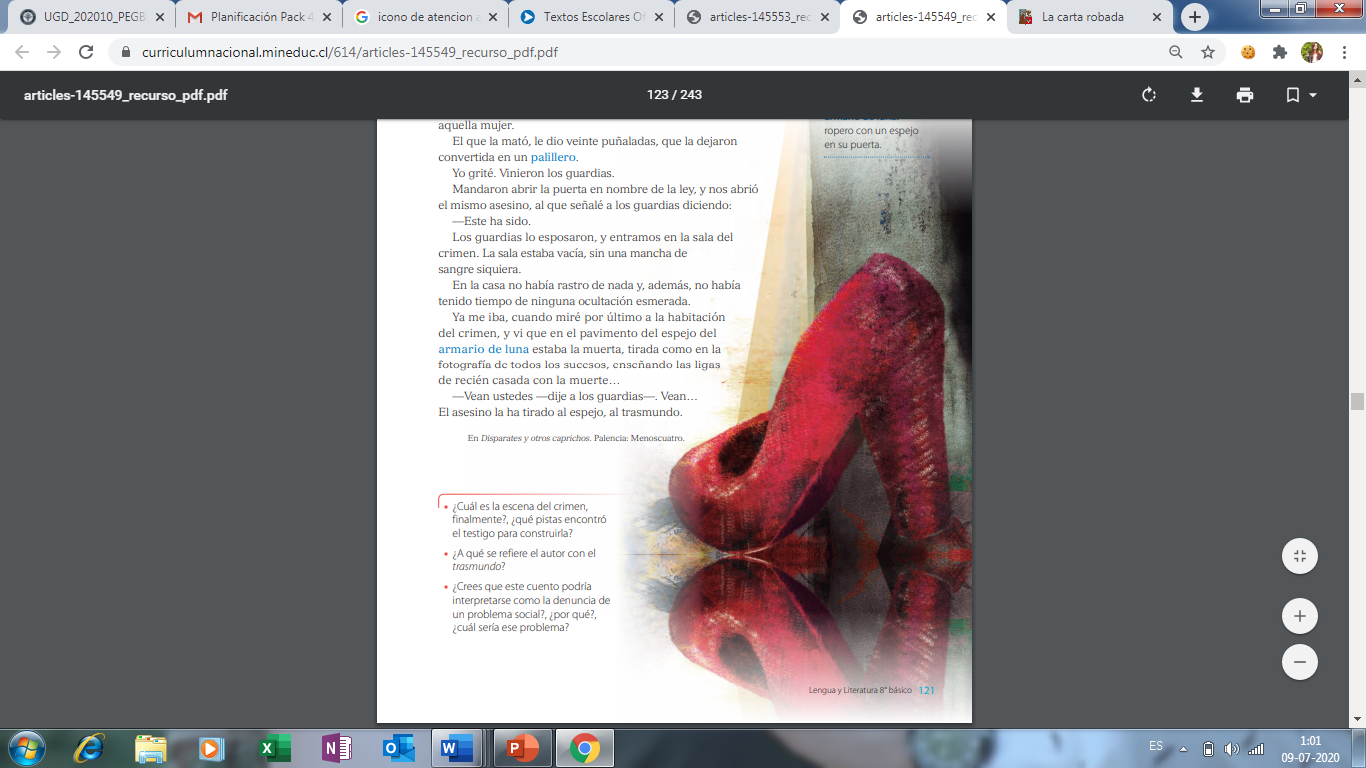 UGD_202010_PEGB
Planificación Pack 4
icono de atencion a
Textos Escolares Of
articles-145553_rec
articles-145549_rec
La carta robada
curriculumnacional.mineduc.cl/614/articles-145549_recurso_pdf.pdf
articles-145549_recurso_pdf.pdf
123 / 243
aquella mujer.
El que la mató, le dio veinte puñaladas, que la dejaron
convertida en un palillero.
Yo grité. Vinieron los guardias.
Mandaron abrir la puerta en nombre de la ley, y nos abrió
el mismo asesino, al que señalé a los guardias diciendo:
—Este ha sido.
Los guardias lo esposaron, y entramos en la sala del
crimen. La sala estaba vacía, sin una mancha de
sangre siquiera.
En la casa no había rastro de nada y, además, no había
tenido tiempo de ninguna ocultación esmerada.
Ya me iba, cuando miré por último a la habitación
del crimen, y vi que en el pavimento del espejo del
armario de luna estaba la muerta, tirada como en la
fotografía de todos los sucesos, enseñando las ligas
de recién casada con la muerte…
—Vean ustedes —dije a los guardias—. Vean…
El asesino la ha tirado al espejo, al trasmundo.
En Disparates y otros caprichos. Palencia: Menoscuatro.
ropero con un espejo
en su puerta.
• ¿Cuál es la escena del crimen,
finalmente?, ¿qué pistas encontró
el testigo para construirla?
• ¿A qué se refiere el autor con el
trasmundo?
• ¿Crees que este cuento podría
interpretarse como la denuncia de
un problema social?, ¿por qué?,
¿cuál sería ese problema?
Lengua y Literatura 8° básico 121
ES
1:01
09-07-2020